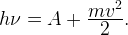 hν = A + mv²/2.